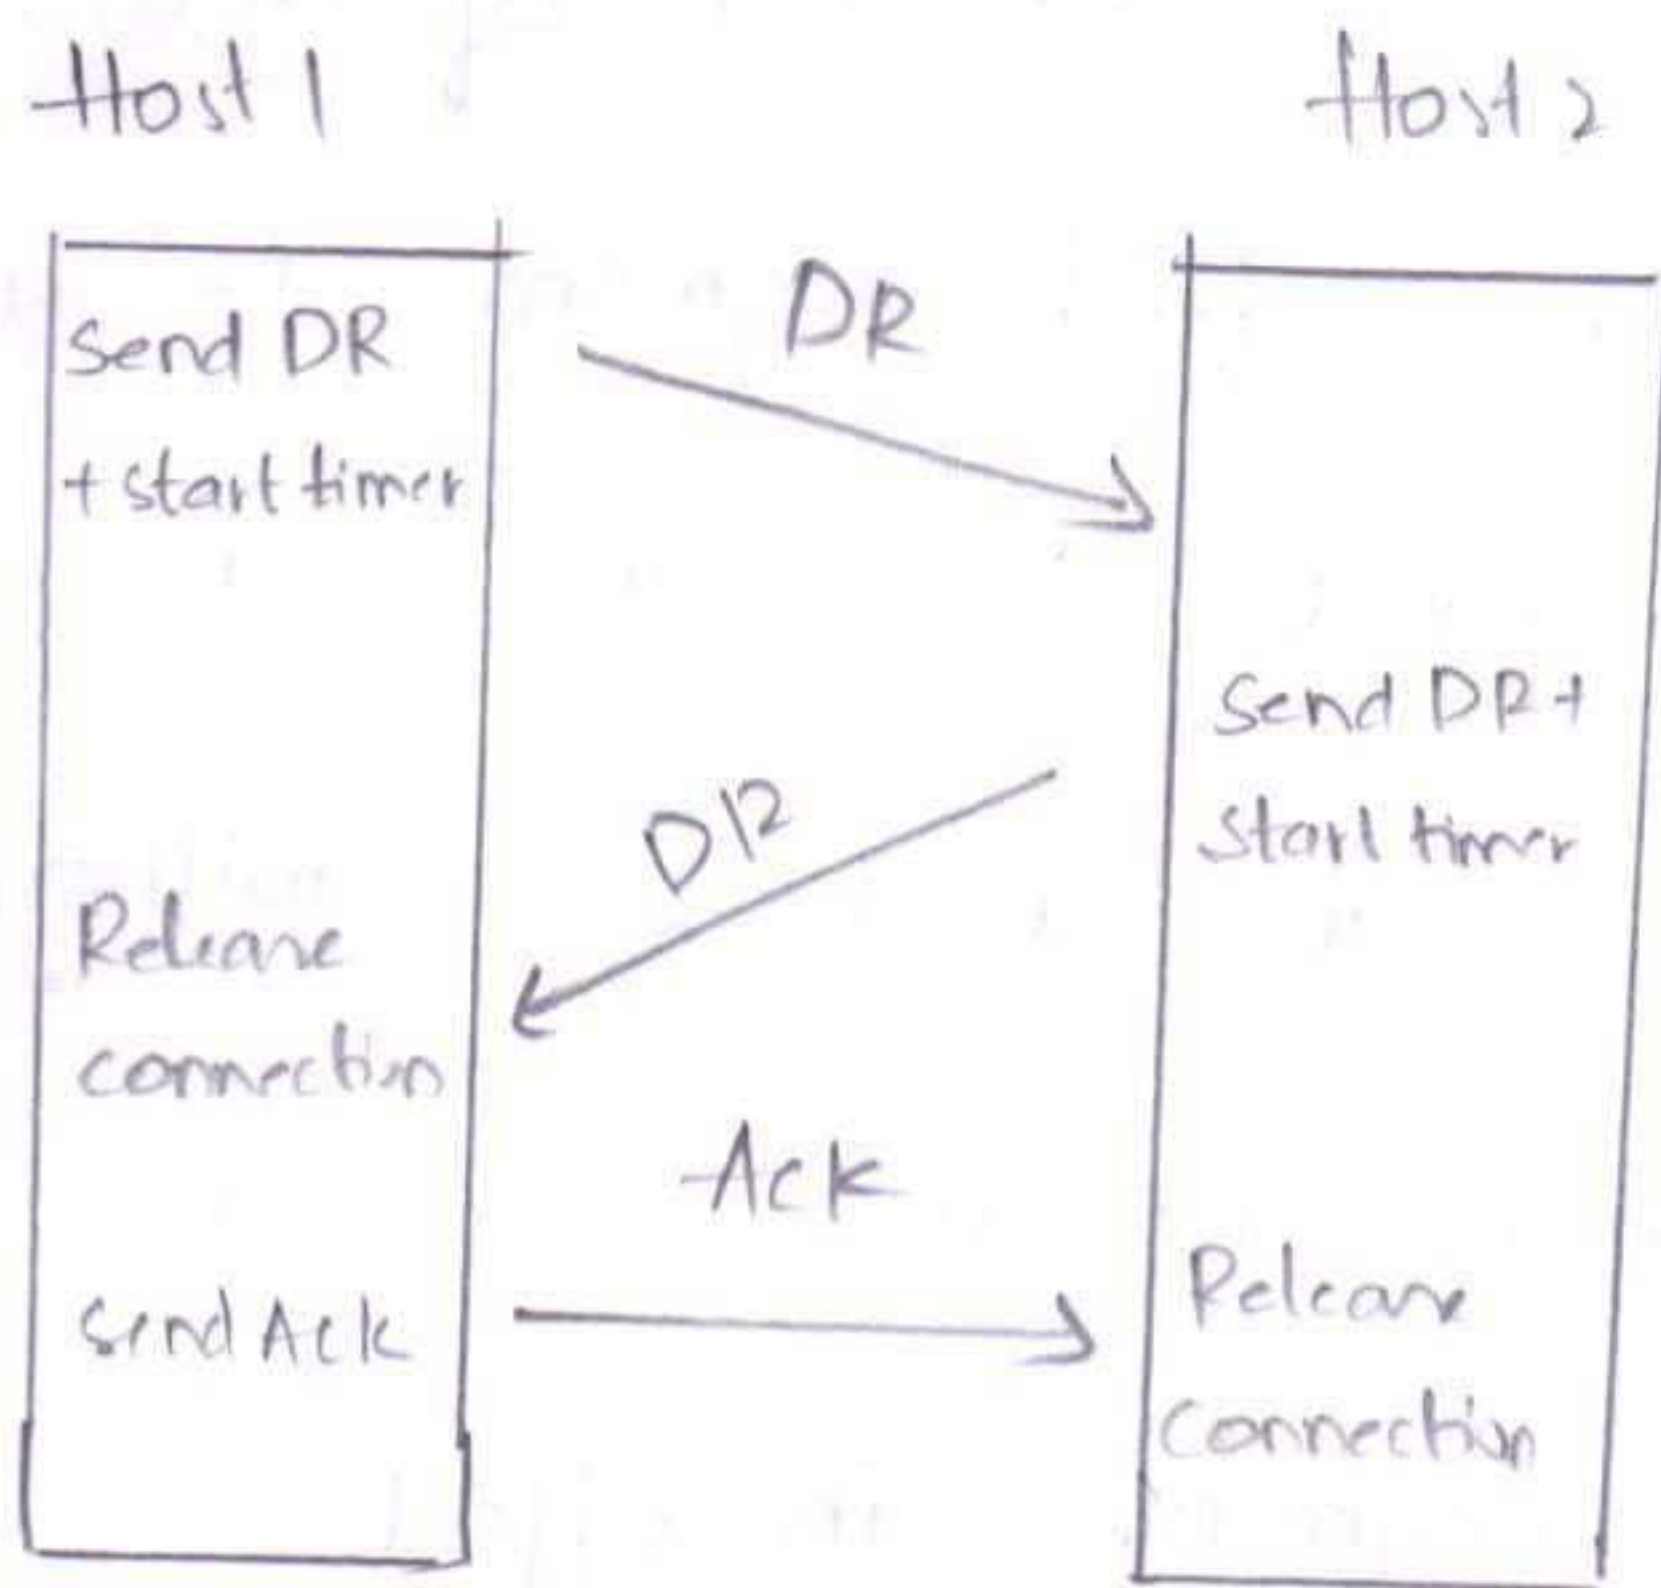 Host 1
Host 2
Send DR
+ start timer
DR
Send DR +
Start timer
DR
Release
connection
Ack
Send Ack
Release
Connection